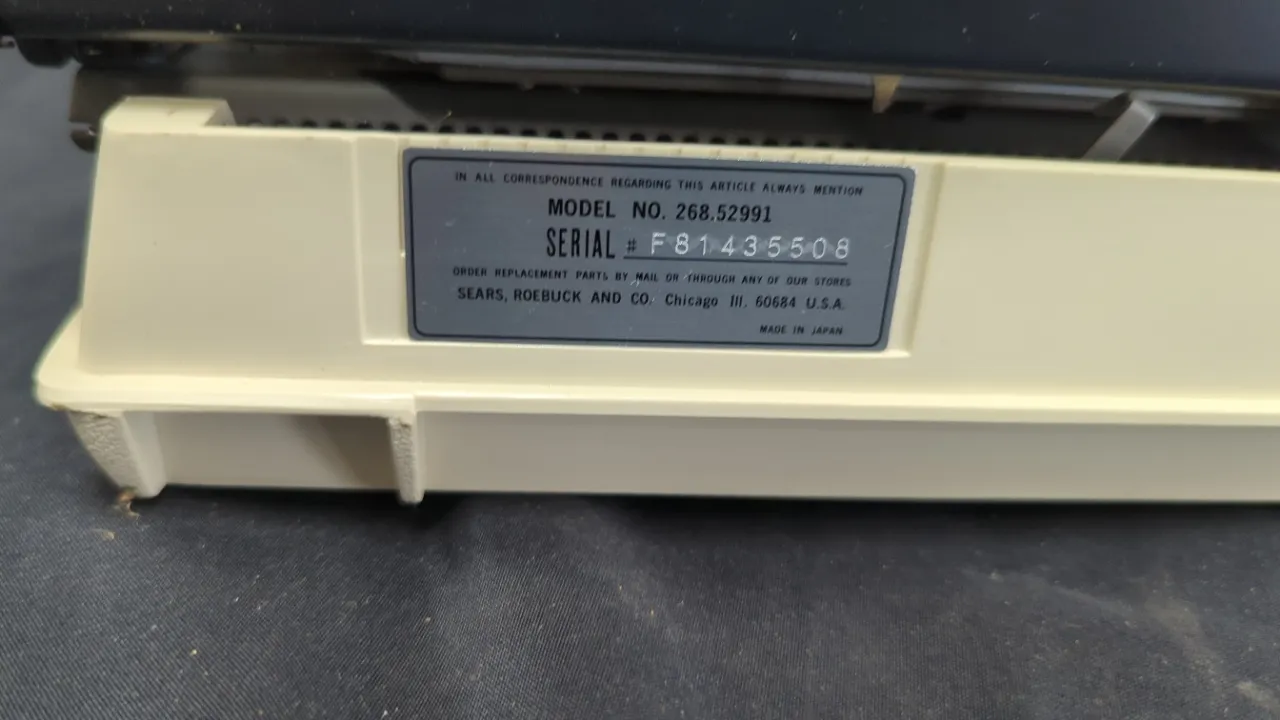 IN ALL CORRESPONDENCE REGARDING THIS ARTICLE ALWAYS MENTION
MODEL NO. 268.52991
SERIAL # F81435508
ORDER REPLACEMENT PARTS BY MAIL OR THROUGH ANY OF OUR STORES
SEARS, ROEBUCK AND CO. Chicago Ill. 60684 U.S.A.
MADE IN JAPAN